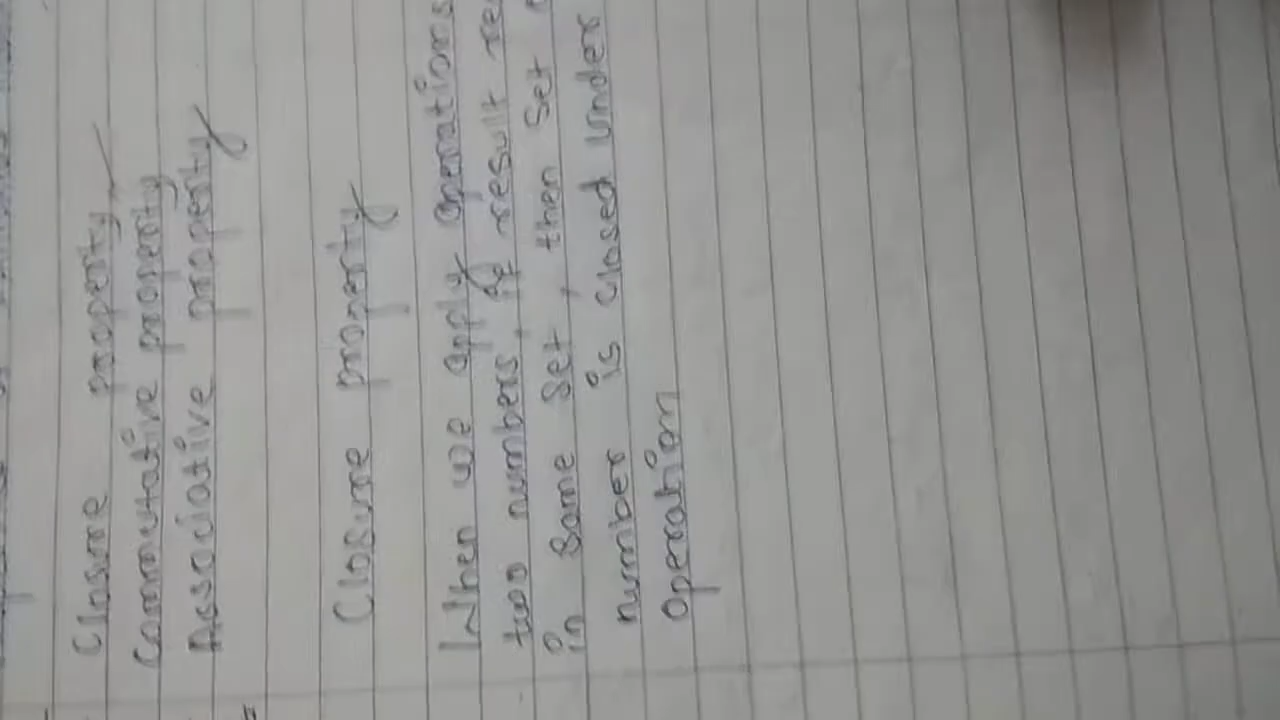 Closure property
Commutative property
Associative property
Closure property
When we apply operations
two numbers, if result
in same set, then set
number is closed under
operation